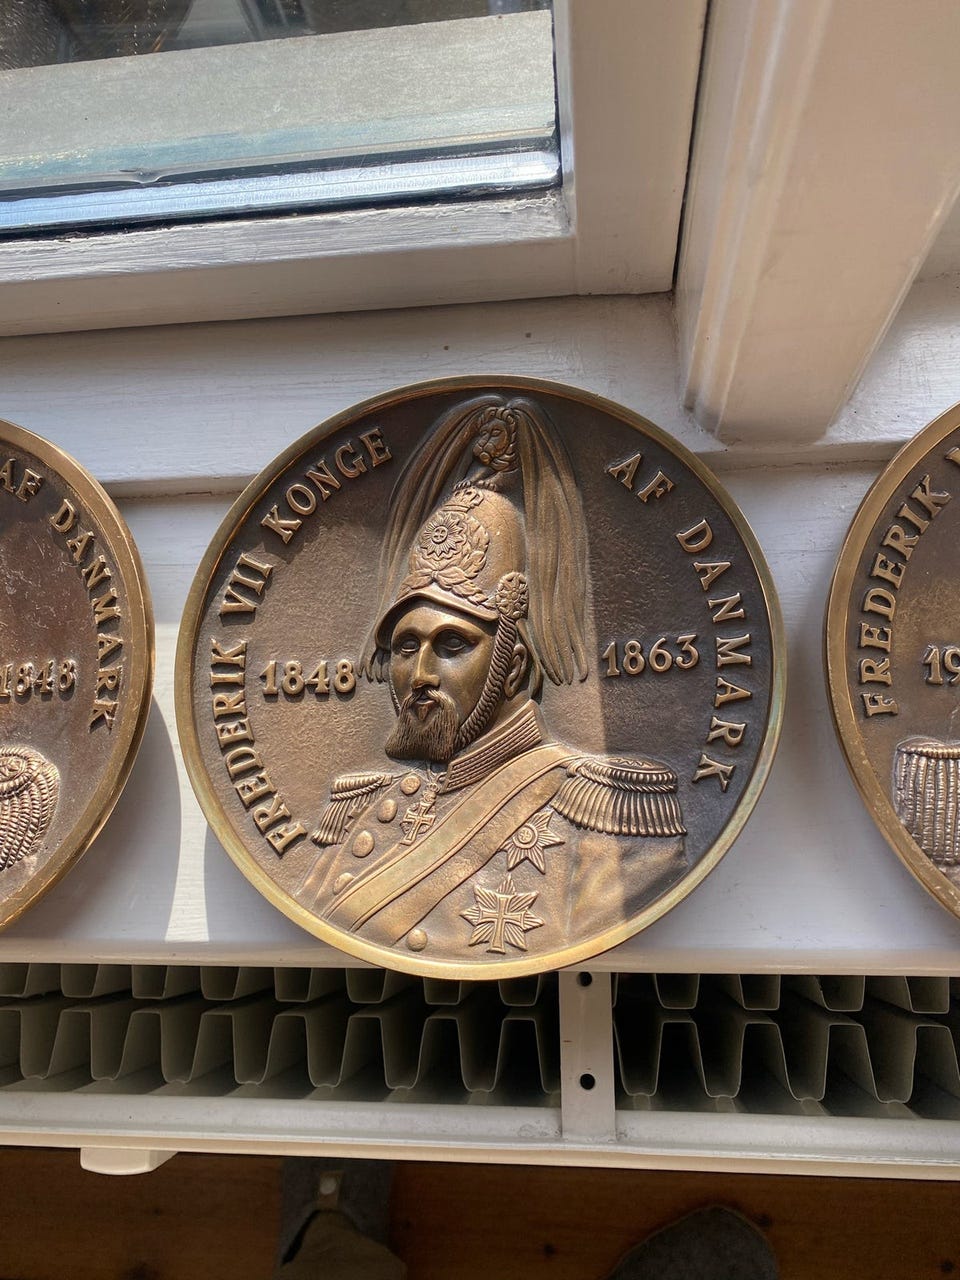 AF DANMARK
1848
FREDERIK VII KONGE AF DANMARK
1848 1863
FREDERIK